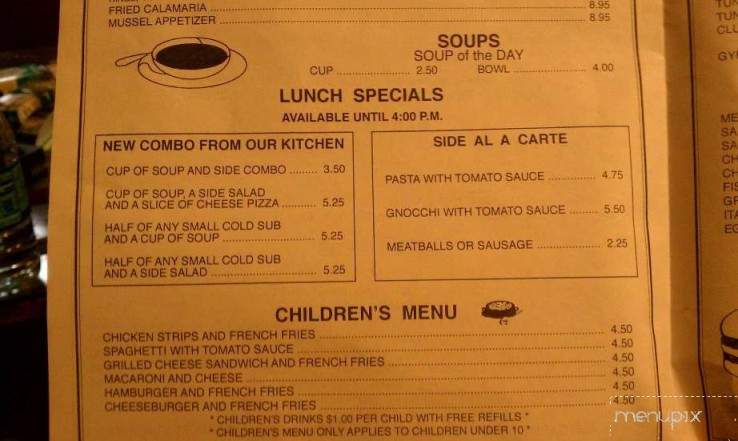 FRIED CALAMARIA 8.95
MUSSEL APPETIZER 8.95
SOUPS
SOUP of the DAY
CUP 2.50 BOWL 4.00
LUNCH SPECIALS
AVAILABLE UNTIL 4:00 P.M.
NEW COMBO FROM OUR KITCHEN
CUP OF SOUP AND SIDE COMBO 3.50
CUP OF SOUP, A SIDE SALAD
AND A SLICE OF CHEESE PIZZA 5.25
HALF OF ANY SMALL COLD SUB
AND A CUP OF SOUP 5.25
HALF OF ANY SMALL COLD SUB
AND A SIDE SALAD 5.25
SIDE AL A CARTE
PASTA WITH TOMATO SAUCE 4.75
GNOCCHI WITH TOMATO SAUCE 5.50
MEATBALLS OR SAUSAGE 2.25
CHILDREN'S MENU
CHICKEN STRIPS AND FRENCH FRIES 4.50
SPAGHETTI WITH TOMATO SAUCE 4.50
GRILLED CHEESE SANDWICH AND FRENCH FRIES 4.50
MACARONI AND CHEESE 4.50
HAMBURGER AND FRENCH FRIES 4.50
CHEESEBURGER AND FRENCH FRIES 4.50
* CHILDREN'S DRINKS $1.00 PER CHILD WITH FREE REFILLS *
* CHILDREN'S MENU ONLY APPLIES TO CHILDREN UNDER 10 *
menupix